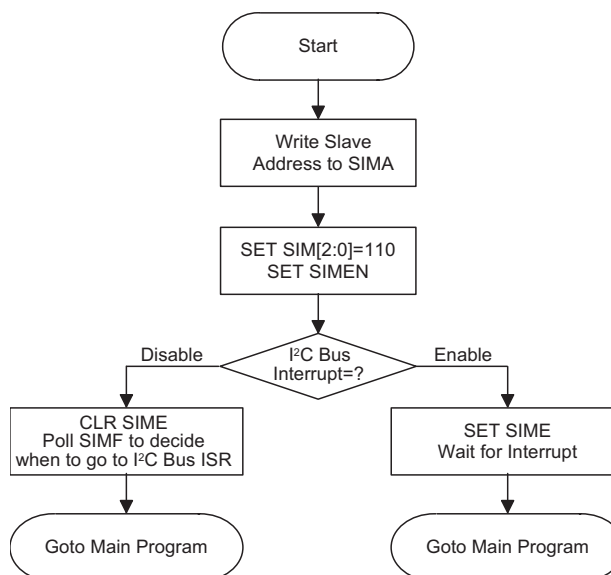 Start
Write Slave
Address to SIMA
SET SIM[2:0]=110
SET SIMEN
I²C Bus
Interrupt=?
Disable
Enable
CLR SIME
Poll SIMF to decide
when to go to I²C Bus ISR
SET SIME
Wait for Interrupt
Goto Main Program
Goto Main Program